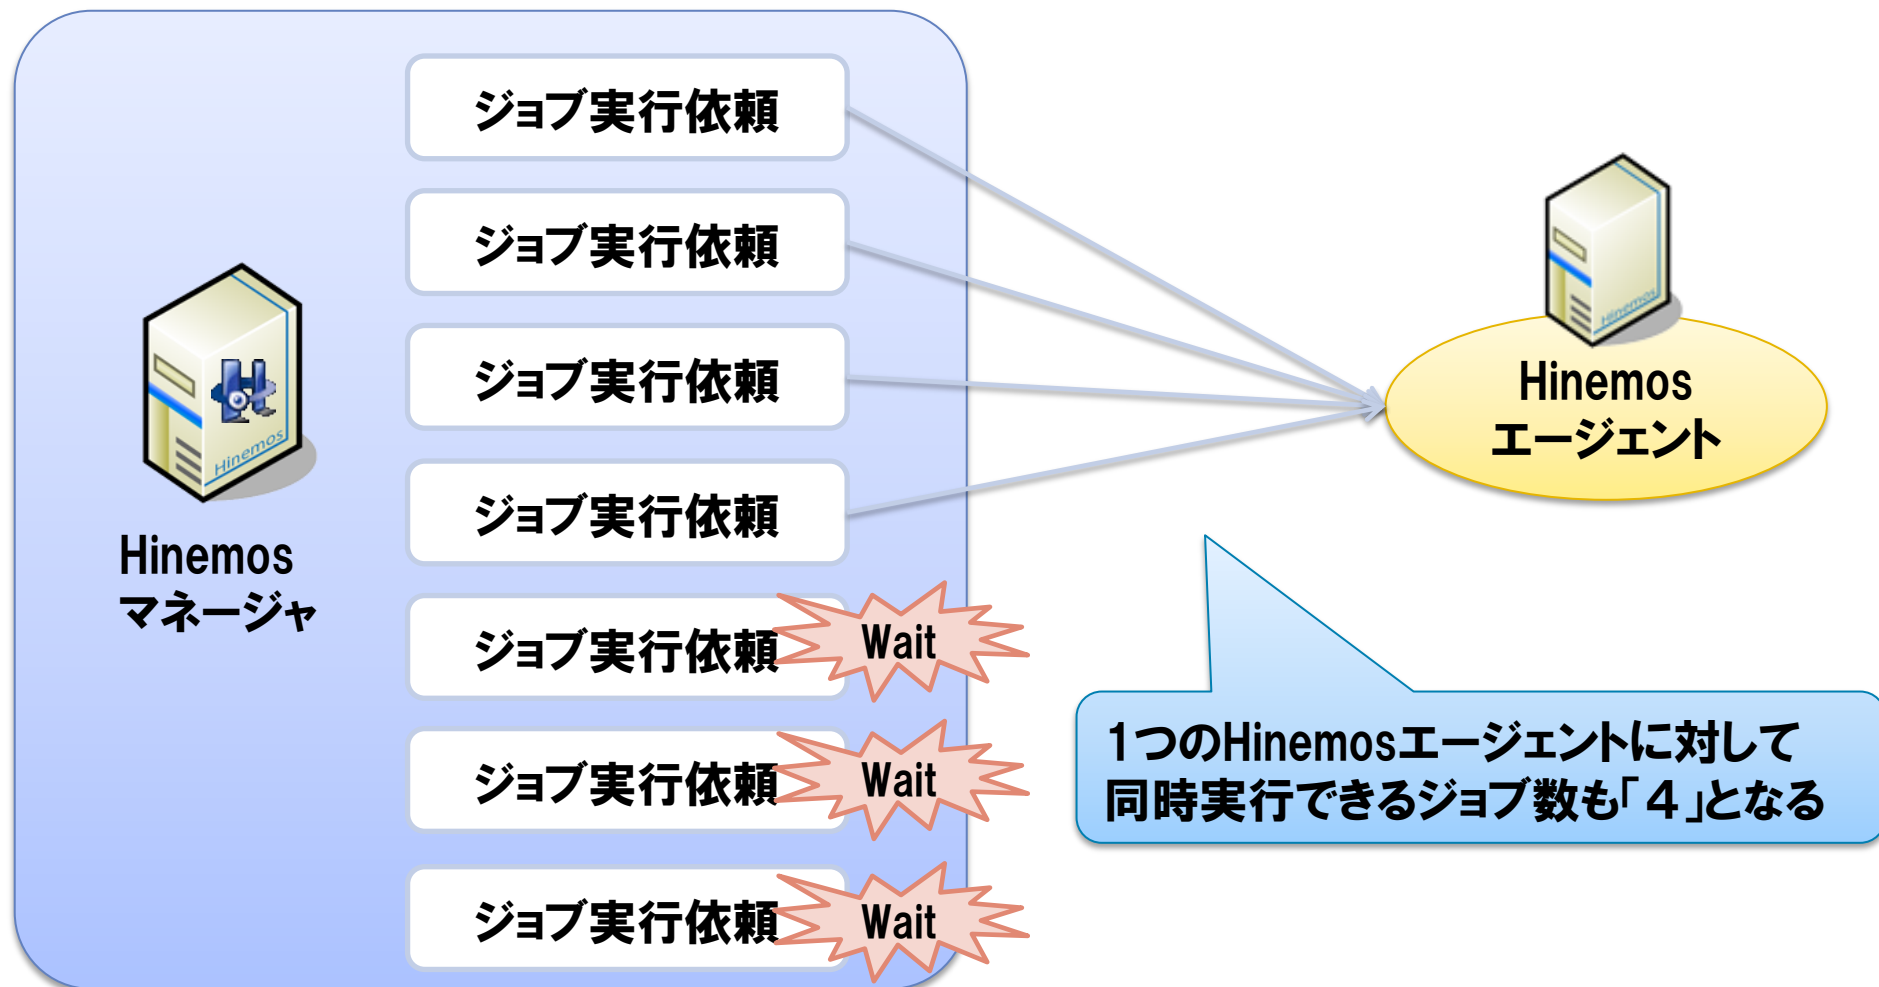 ジョブ実行依頼
ジョブ実行依頼
ジョブ実行依頼
ジョブ実行依頼
ジョブ実行依頼
Wait
ジョブ実行依頼
Wait
ジョブ実行依頼
Wait
Hinemos
Hinemos
マネージャ
Hinemos
Hinemos
エージェント
1つのHinemosエージェントに対して
同時実行できるジョブ数も「４」となる